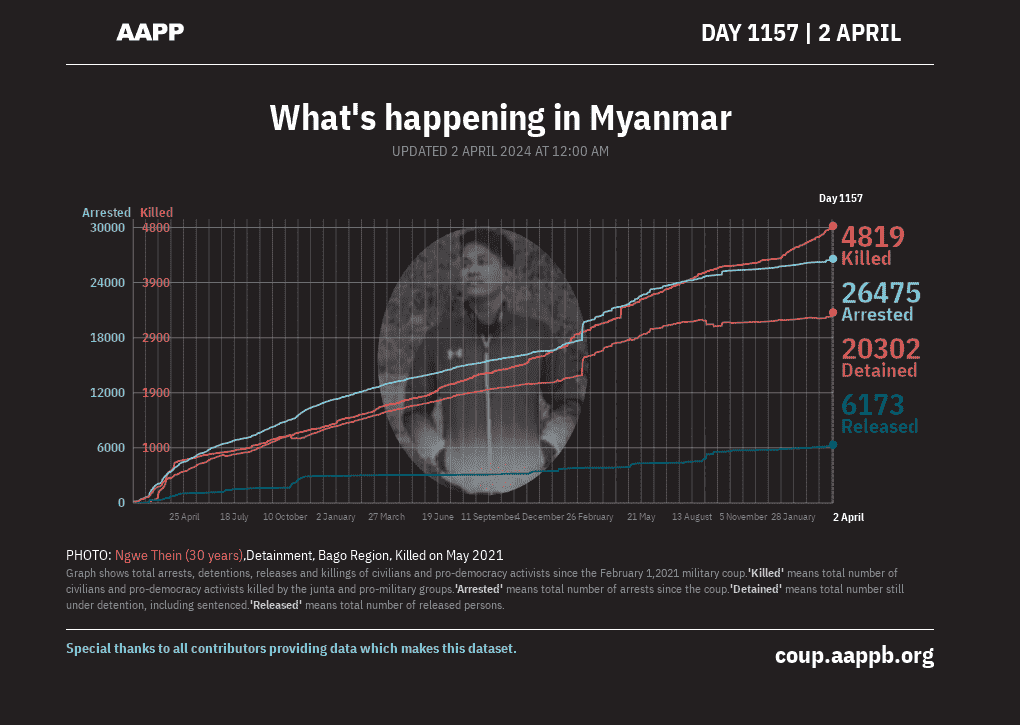 AAPP
DAY 1157 | 2 APRIL
What's happening in Myanmar
UPDATED 2 APRIL 2024 AT 12:00 AM
Day 1157
Arrested Killed
30000 4800
24000 3900
18000 2900
12000 1900
6000 1000
0
4819
Killed
26475
Arrested
20302
Detained
6173
Released
25 April 18 July 10 October 2 January 27 March 19 June 11 September 4 December 26 February 21 May 13 August 5 November 28 January 2 April
PHOTO: Ngwe Thein (30 years),Detainment, Bago Region, Killed on May 2021
Graph shows total arrests, detentions, releases and killings of civilians and pro-democracy activists since the February 1,2021 military coup.'Killed' means total number of
civilians and pro-democracy activists killed by the junta and pro-military groups.'Arrested' means total number of arrests since the coup.'Detained' means total number still
under detention, including sentenced.'Released' means total number of released persons.
Special thanks to all contributors providing data which makes this dataset.
coup.aappb.org